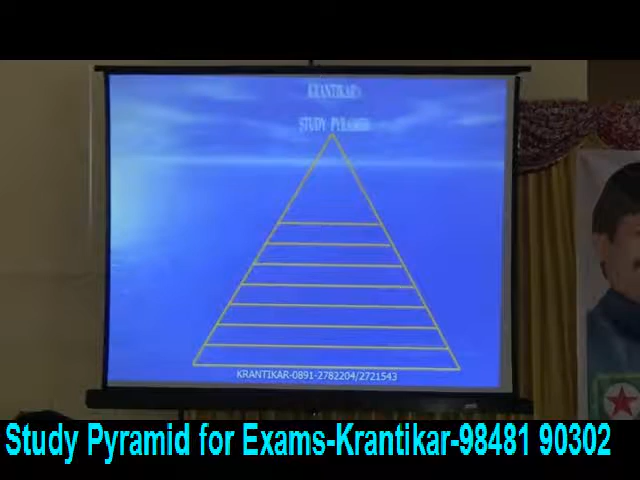 KRANTIKAR
STUDY PYRAMID
KRANTIKAR-0891-2782204/2721543
Study Pyramid for Exams-Krantikar-98481 90302